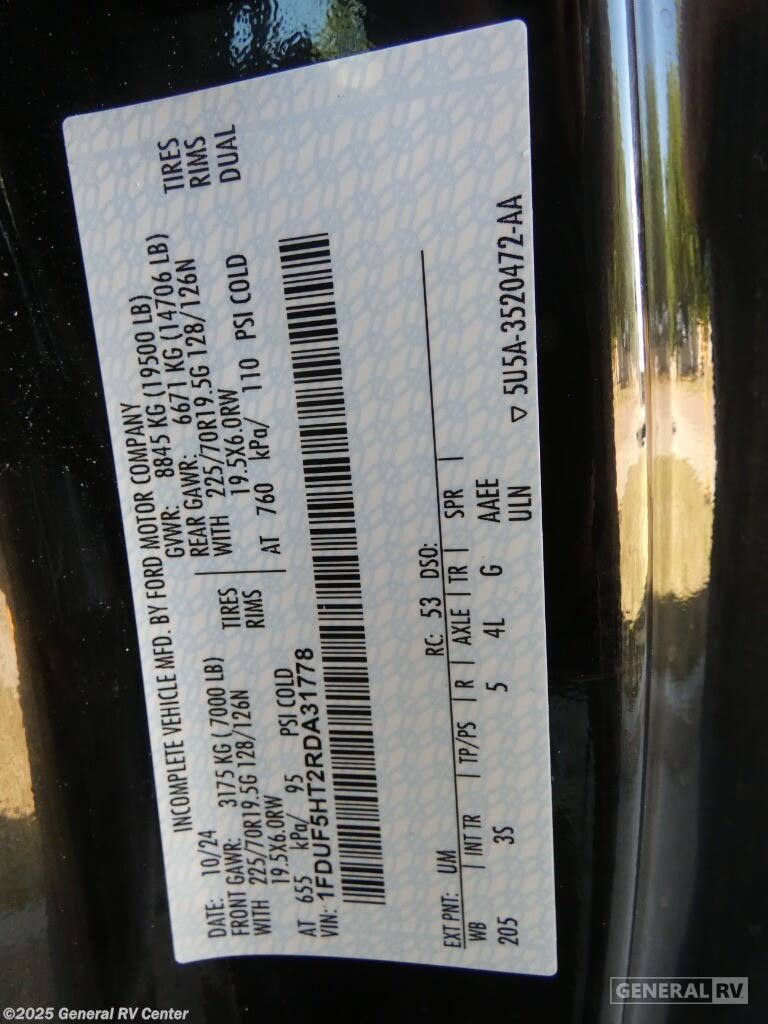 INCOMPLETE VEHICLE MFD. BY FORD MOTOR COMPANY
DATE: 10/24 GVWR: 8845 KG (19500 LB)
FRONT GAWR: 3175 KG (7000 LB) REAR GAWR: 6671 KG (14706 LB)
WITH 225/70R19.5G 128/126N TIRES WITH 225/70R19.5G 128/126N TIRES
19.5X6.0RW RIMS 19.5X6.0RW RIMS
AT 655 kPa/ 95 PSI COLD AT 760 kPa/ 110 PSI COLD DUAL
VIN: 1FDUF5HT2RDA31778
EXT PNT: UM RC: 53 DSO:
WB | INT TR | TP/PS | R | AXLE | TR | SPR |
205 3S 5 4L G AAEE
ULN
▽ 5U5A-3520472-AA
©2025 General RV Center
GENERAL RV